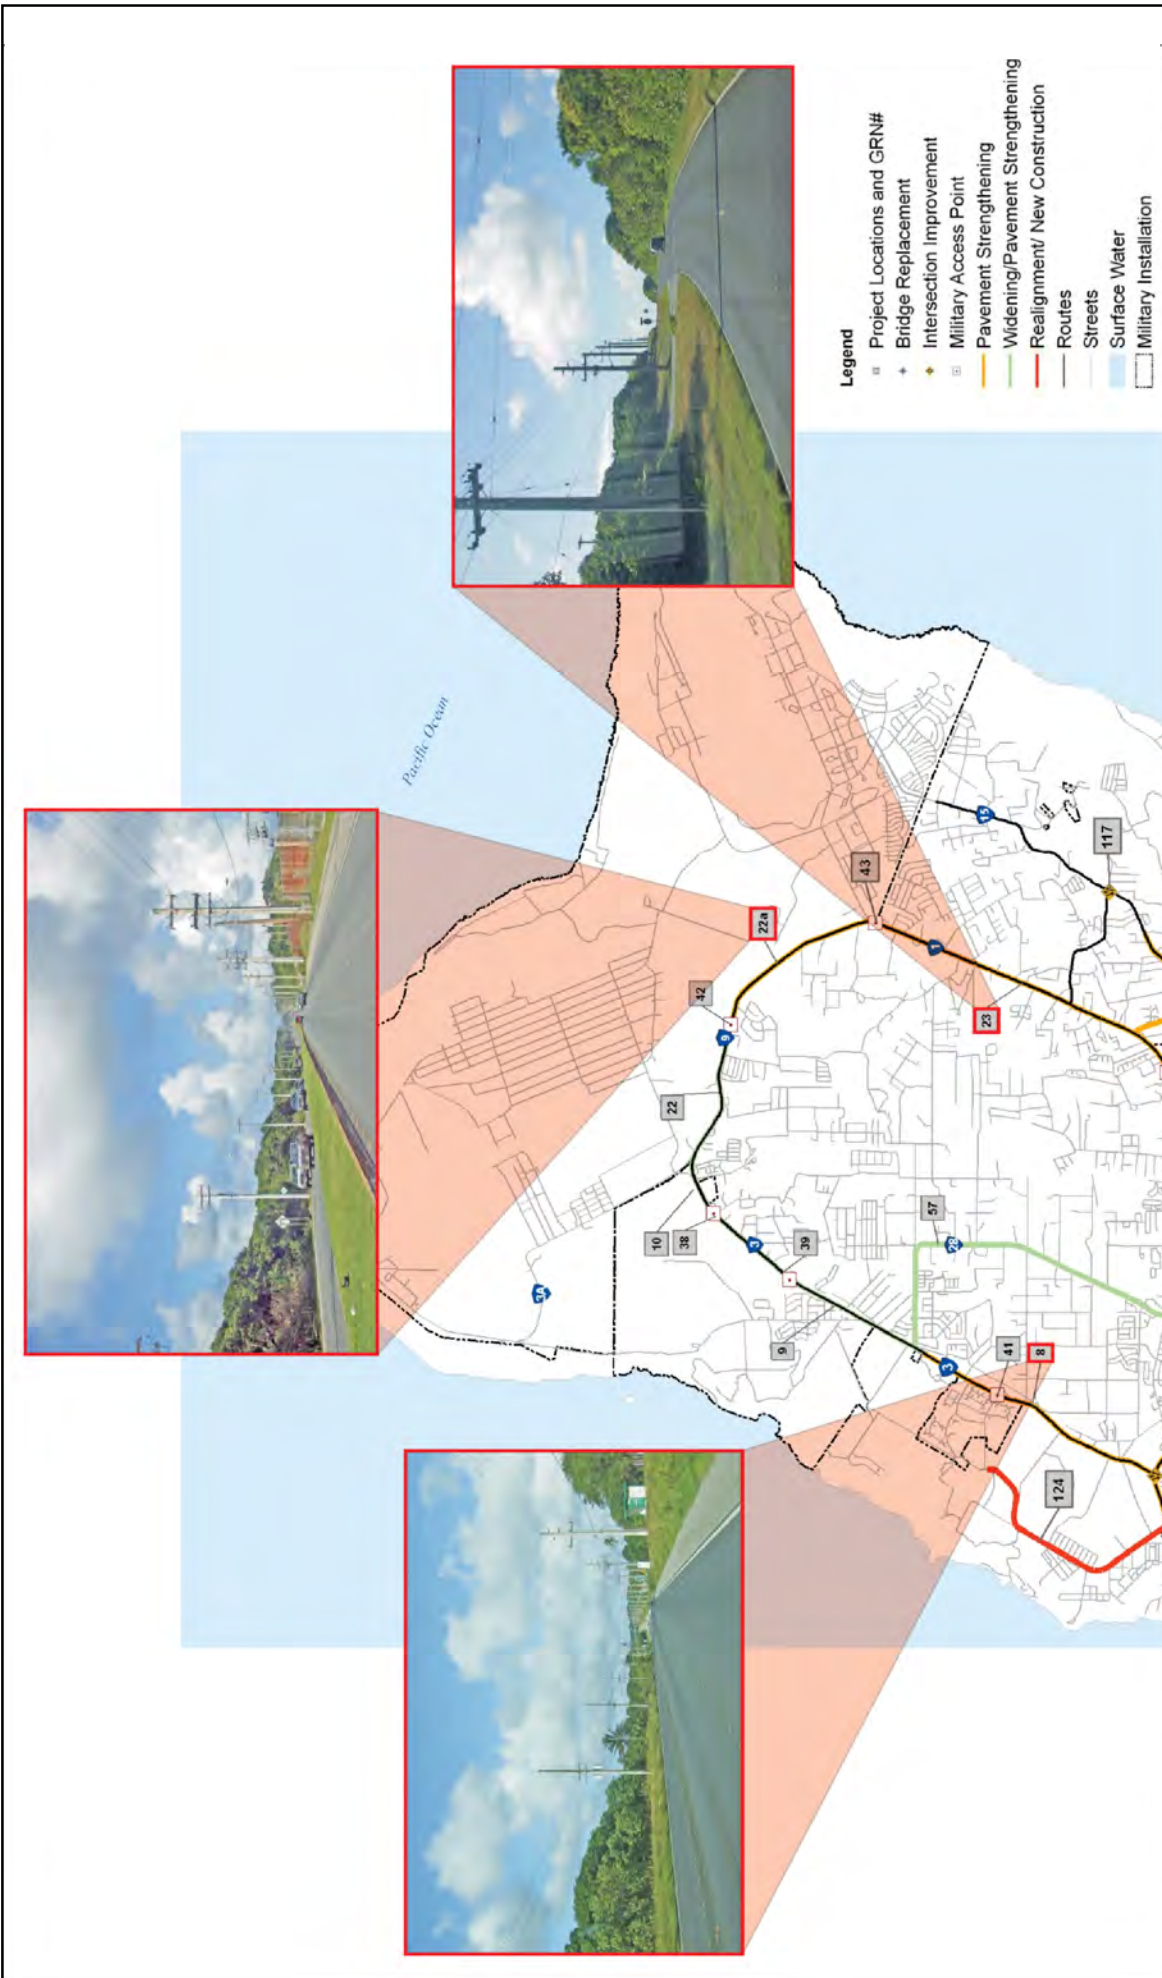 Pacific Ocean
3A
10
38
22
9
42
22a
3
39
9
43
1
23
15
117
57
28
3
41
8
124
Legend
Project Locations and GRN#
Bridge Replacement
Intersection Improvement
Military Access Point
Pavement Strengthening
Widening/Pavement Strengthening
Realignment/ New Construction
Routes
Streets
Surface Water
Military Installation